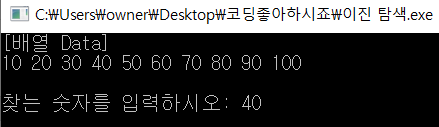 C:₩Users₩owner₩Desktop₩코딩좋아하시죠₩이진 탐색.exe
[배열 Data]
10 20 30 40 50 60 70 80 90 100
찾는 숫자를 입력하시오: 40